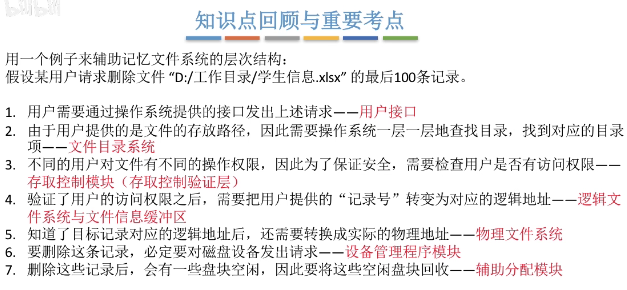 bilibili
知识点回顾与重要考点
用一个例子来辅助记忆文件系统的层次结构：
假设某用户请求删除文件 “D:/工作目录/学生信息.xlsx” 的最后100条记录。
1. 用户需要通过操作系统提供的接口发出上述请求——用户接口
2. 由于用户提供的是文件的存放路径，因此需要操作系统一层一层地查找目录，找到对应的目录
项——文件目录系统
3. 不同的用户对文件有不同的操作权限，因此为了保证安全，需要检查用户是否有访问权限——
存取控制模块（存取控制验证层）
4. 验证了用户的访问权限之后，需要把用户提供的“记录号”转变为对应的逻辑地址——逻辑文
件系统与文件信息缓冲区
5. 知道了目标记录对应的逻辑地址后，还需要转换成实际的物理地址——物理文件系统
6. 要删除这条记录，必定要对磁盘设备发出请求——设备管理程序模块
7. 删除这些记录后，会有一些盘块空闲，因此要将这些空闲盘块回收——辅助分配模块